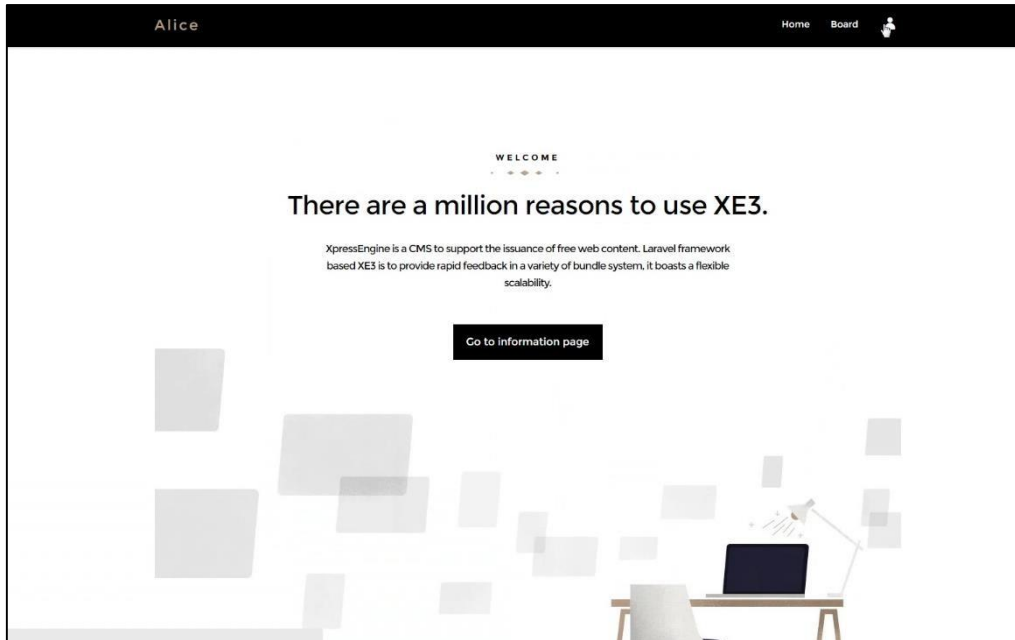 Alice
Home Board
WELCOME
There are a million reasons to use XE3.
XpressEngine is a CMS to support the issuance of free web content. Laravel framework
based XE3 is to provide rapid feedback in a variety of bundle system, it boasts a flexible
scalability.
Go to information page